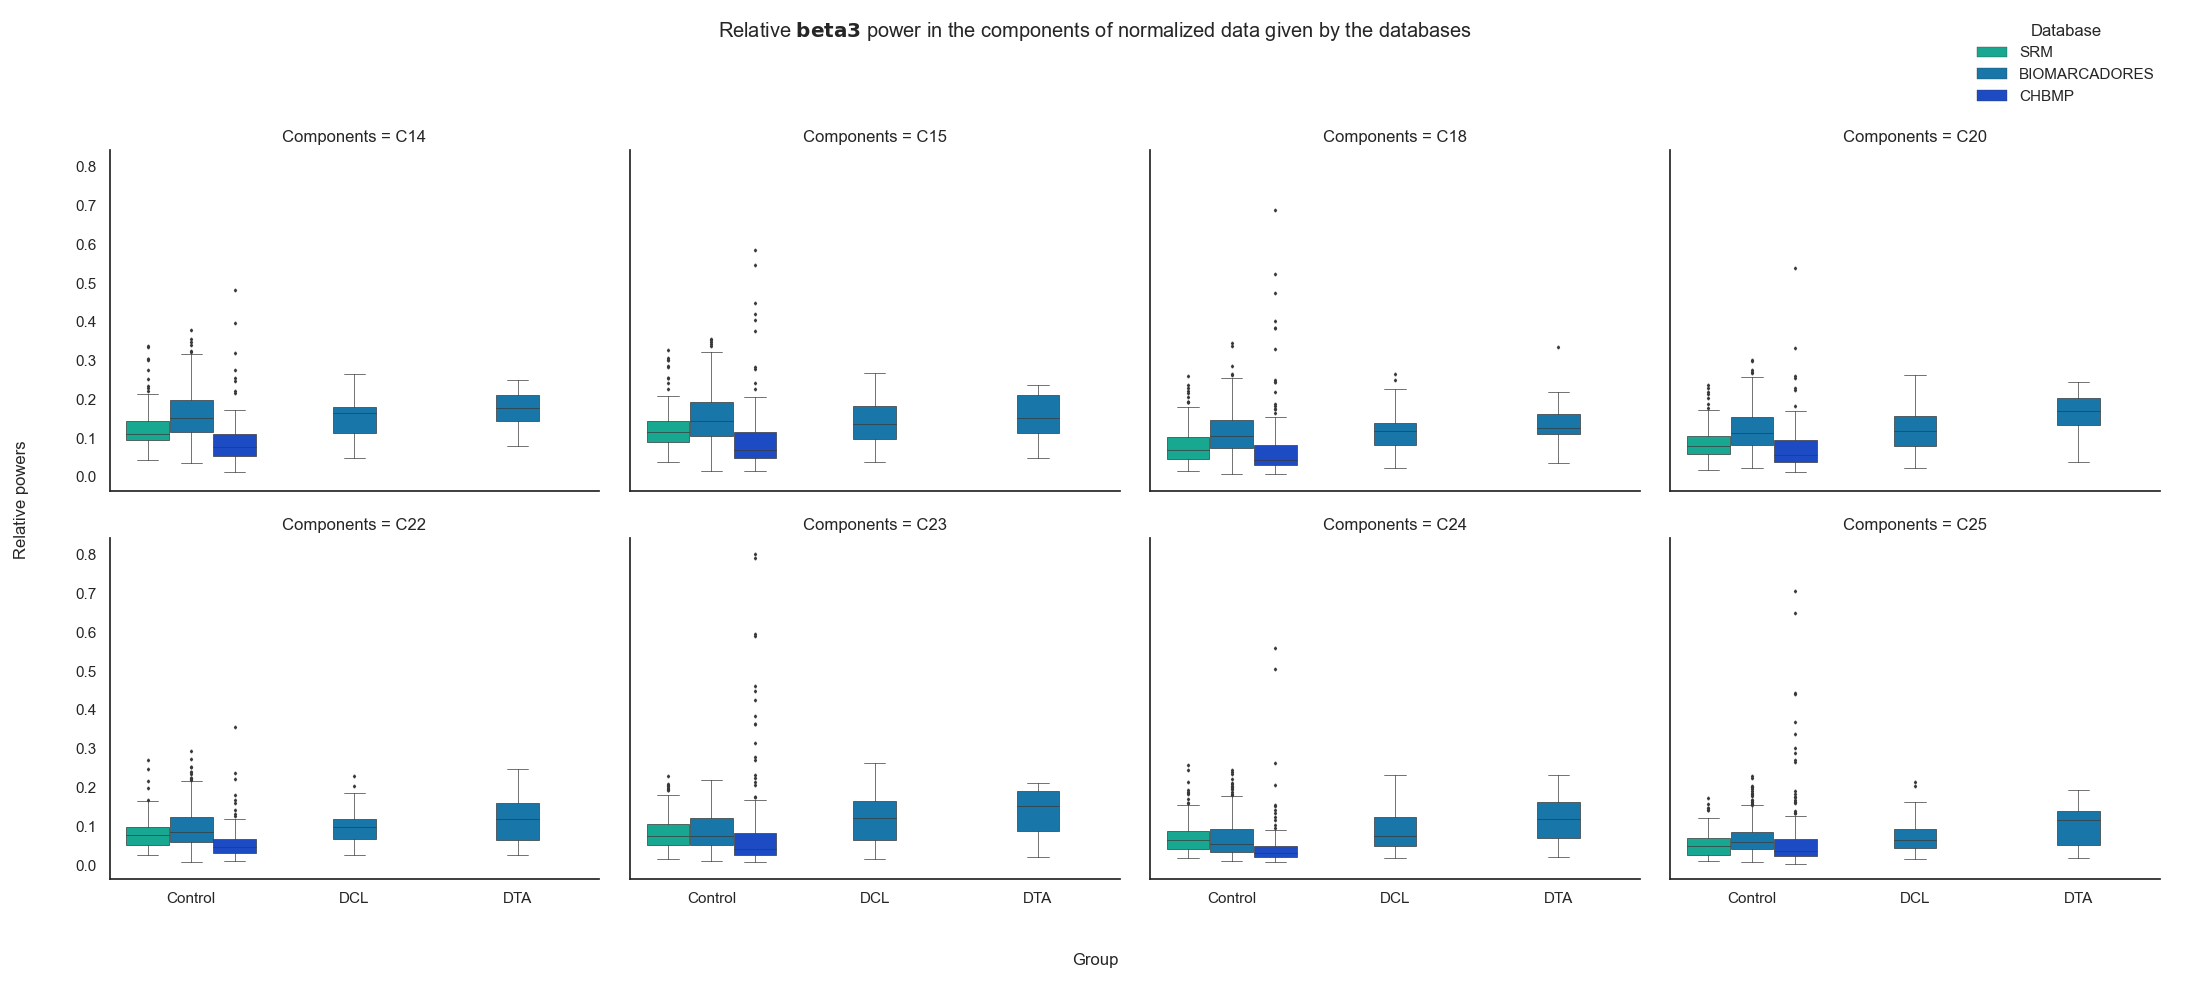 Relative beta3 power in the components of normalized data given by the databases
Database
SRM
BIOMARCADORES
CHBMP
Components = C14
Components = C15
Components = C18
Components = C20
0.8
0.7
0.6
0.5
0.4
0.3
0.2
0.1
0.0
Relative powers
Components = C22
Components = C23
Components = C24
Components = C25
0.8
0.7
0.6
0.5
0.4
0.3
0.2
0.1
0.0
Control DCL DTA
Control DCL DTA
Control DCL DTA
Control DCL DTA
Group